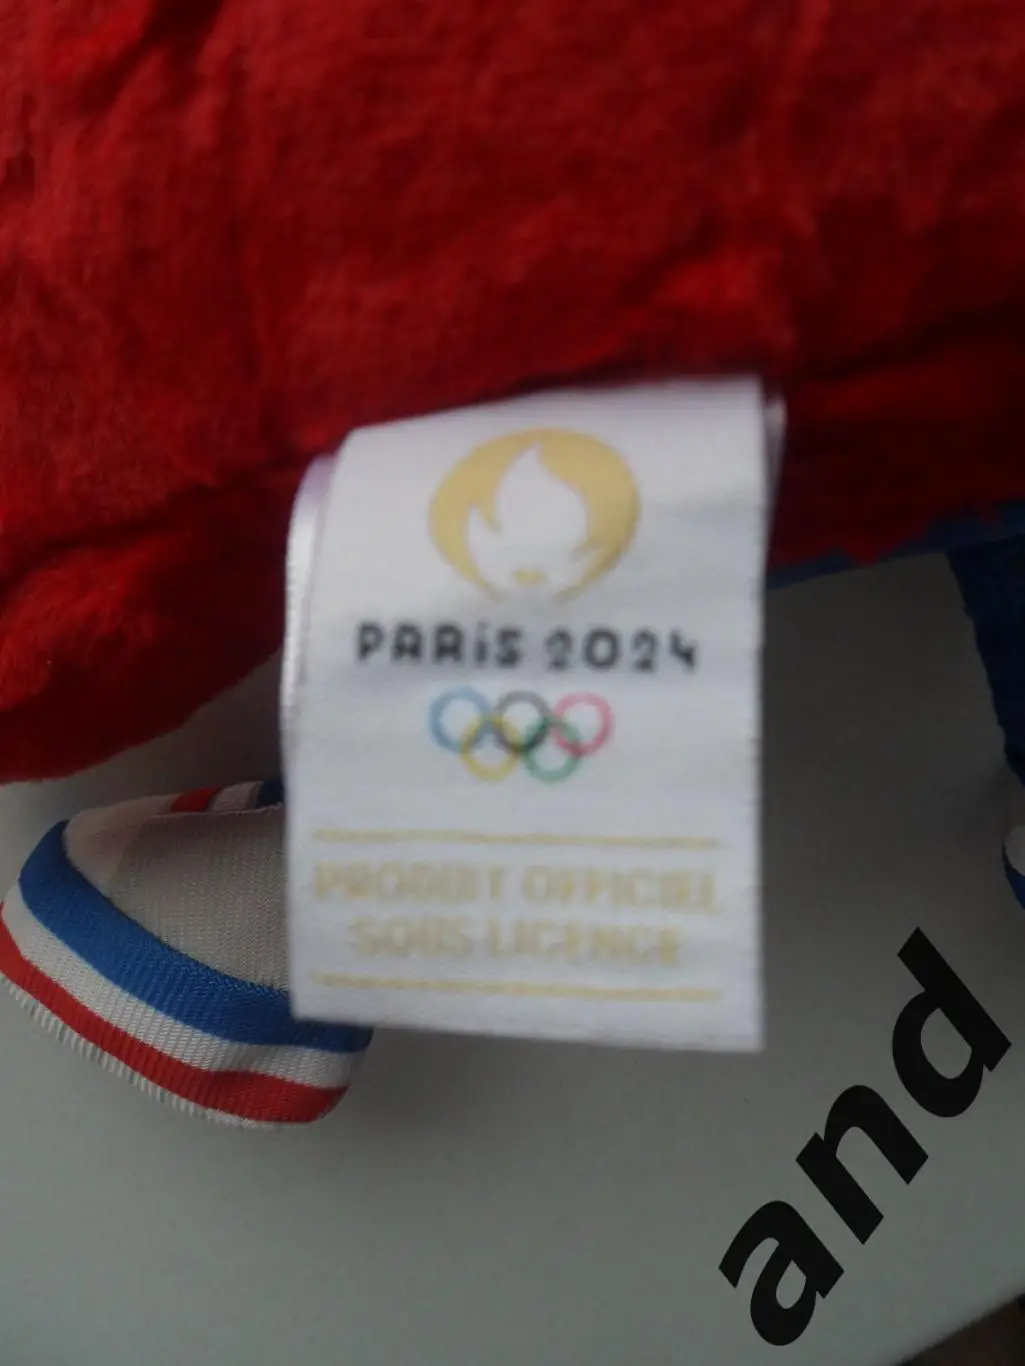 PARiS 2024
PRODUIT OFFICIEL
SOUS LICENCE
and